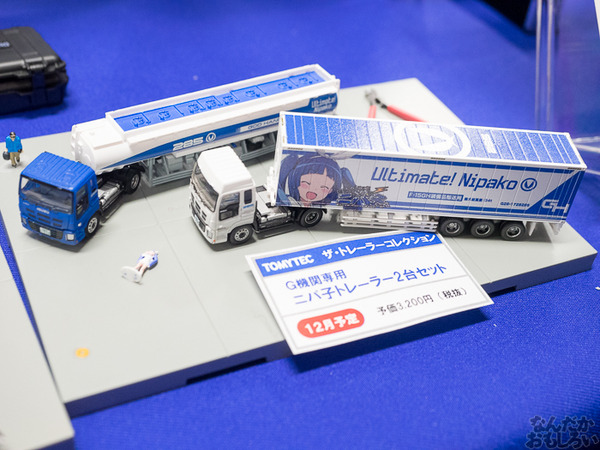 285
Ultimate!
Nipako
Ultimate! Nipako
GH
TOMYTEC ザ・トレーラーコレクション
G機関専用
ニパ子トレーラー2台セット
12月予定 予価3,200円（税抜）
なんだか
おもしろい